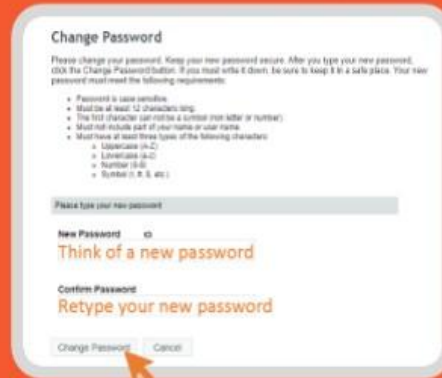 Change Password
Please change your password. Keep your new password secure. After you type your new password,
click the Change Password button. If you must write it down, be sure to keep it in a safe place. Your new
password must meet the following requirements:
Password is case sensitive.
Must be at least 12 characters long.
The first character can not be a symbol (non letter or number)
Must not include part of your name or user name.
Must have at least three types of the following characters:
Uppercase (A-Z)
Lowercase (a-z)
Number (0-9)
Symbol (!, #, $, etc.)
Please type your new password
New Password
Think of a new password
Confirm Password
Retype your new password
Change Password Cancel